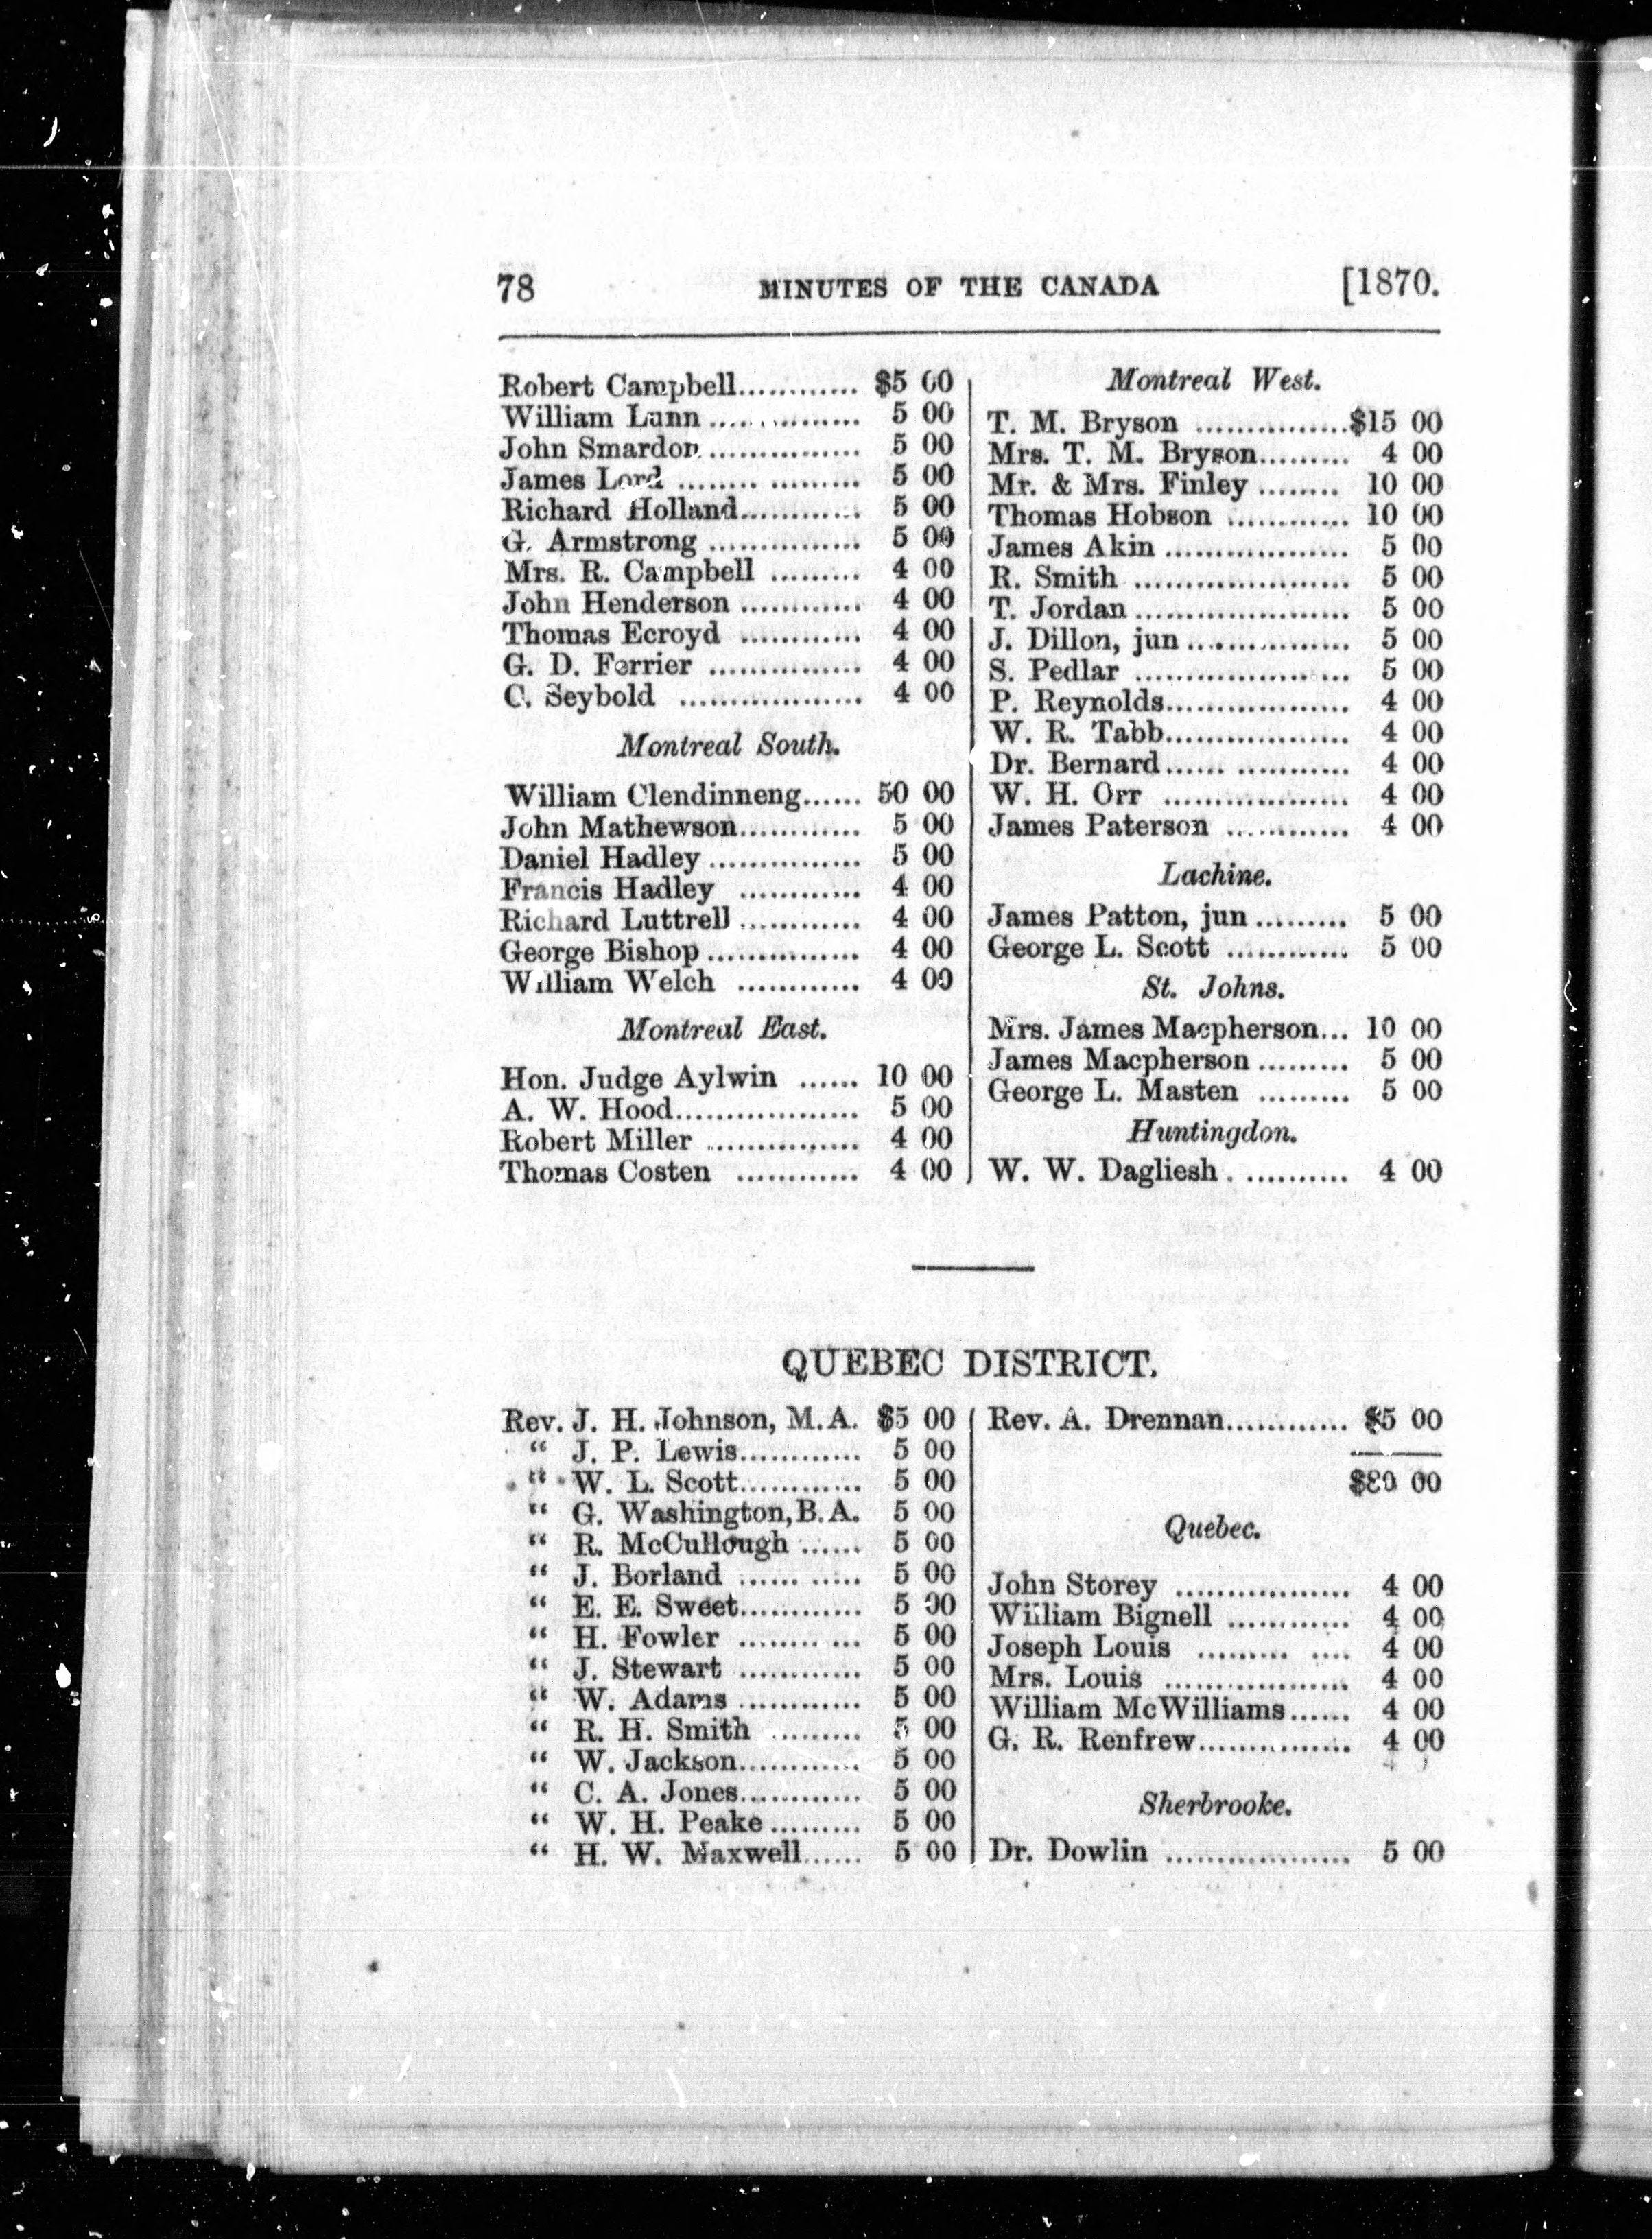 78 MINUTES OF THE CANADA [1870.
Robert Campbell............ $5 00
William Lunn ............... 5 00
John Smardon ............... 5 00
James Lord ........ ......... 5 00
Richard Holland............ 5 00
G. Armstrong ............... 5 00
Mrs. R. Campbell ......... 4 00
John Henderson ............ 4 00
Thomas Ecroyd ............ 4 00
G. D. Ferrier ............... 4 00
C. Seybold .................. 4 00
Montreal South.
William Clendinneng...... 50 00
John Mathewson............ 5 00
Daniel Hadley ............... 5 00
Francis Hadley ............ 4 00
Richard Luttrell ............ 4 00
George Bishop ............... 4 00
William Welch ............ 4 00
Montreal East.
Hon. Judge Aylwin ...... 10 00
A. W. Hood.................. 5 00
Robert Miller ............... 4 00
Thomas Costen ............ 4 00
Montreal West.
T. M. Bryson ...............$15 00
Mrs. T. M. Bryson......... 4 00
Mr. & Mrs. Finley ........ 10 00
Thomas Hobson ............ 10 00
James Akin .................. 5 00
R. Smith ..................... 5 00
T. Jordan ..................... 5 00
J. Dillon, jun ................ 5 00
S. Pedlar ..................... 5 00
P. Reynolds.................. 4 00
W. R. Tabb.................. 4 00
Dr. Bernard...... ........... 4 00
W. H. Orr .................. 4 00
James Paterson ............ 4 00
Lachine.
James Patton, jun ......... 5 00
George L. Scott ............ 5 00
St. Johns.
Mrs. James Macpherson... 10 00
James Macpherson ......... 5 00
George L. Masten ......... 5 00
Huntingdon.
W. W. Dagliesh . .......... 4 00
QUEBEC DISTRICT.
Rev. J. H. Johnson, M.A. $5 00
" J. P. Lewis............ 5 00
" W. L. Scott............ 5 00
" G. Washington, B.A. 5 00
" R. McCullough ...... 5 00
" J. Borland ...... ..... 5 00
" E. E. Sweet............ 5 00
" H. Fowler ........ ... 5 00
" J. Stewart ............ 5 00
" W. Adams ............ 5 00
" R. H. Smith ......... 5 00
" W. Jackson............ 5 00
" C. A. Jones............ 5 00
" W. H. Peake ......... 5 00
" H. W. Maxwell...... 5 00
Rev. A. Drennan............ $5 00
$80 00
Quebec.
John Storey ................. 4 00
William Bignell ............ 4 00
Joseph Louis ......... .... 4 00
Mrs. Louis .................. 4 00
William McWilliams...... 4 00
G. R. Renfrew............... 4 00
Sherbrooke.
Dr. Dowlin .................. 5 00